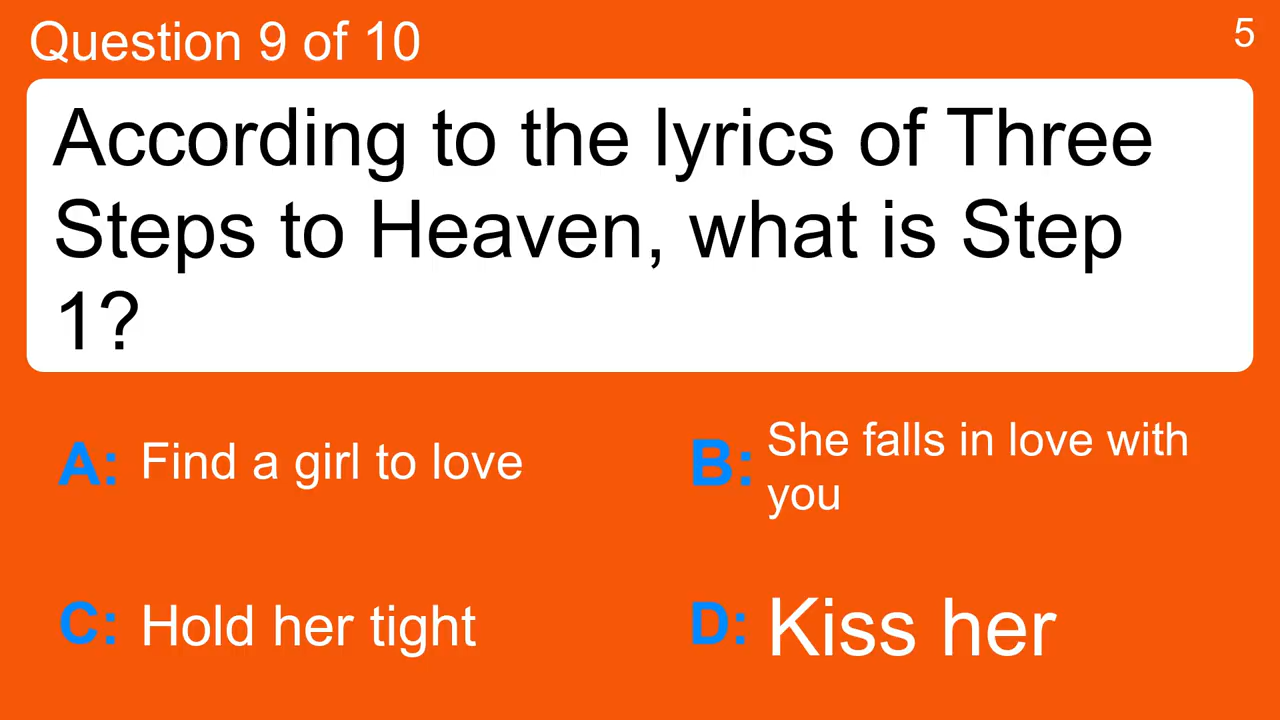 Question 9 of 10
5
According to the lyrics of Three
Steps to Heaven, what is Step
1?
A: Find a girl to love
B: She falls in love with
you
C: Hold her tight
D: Kiss her